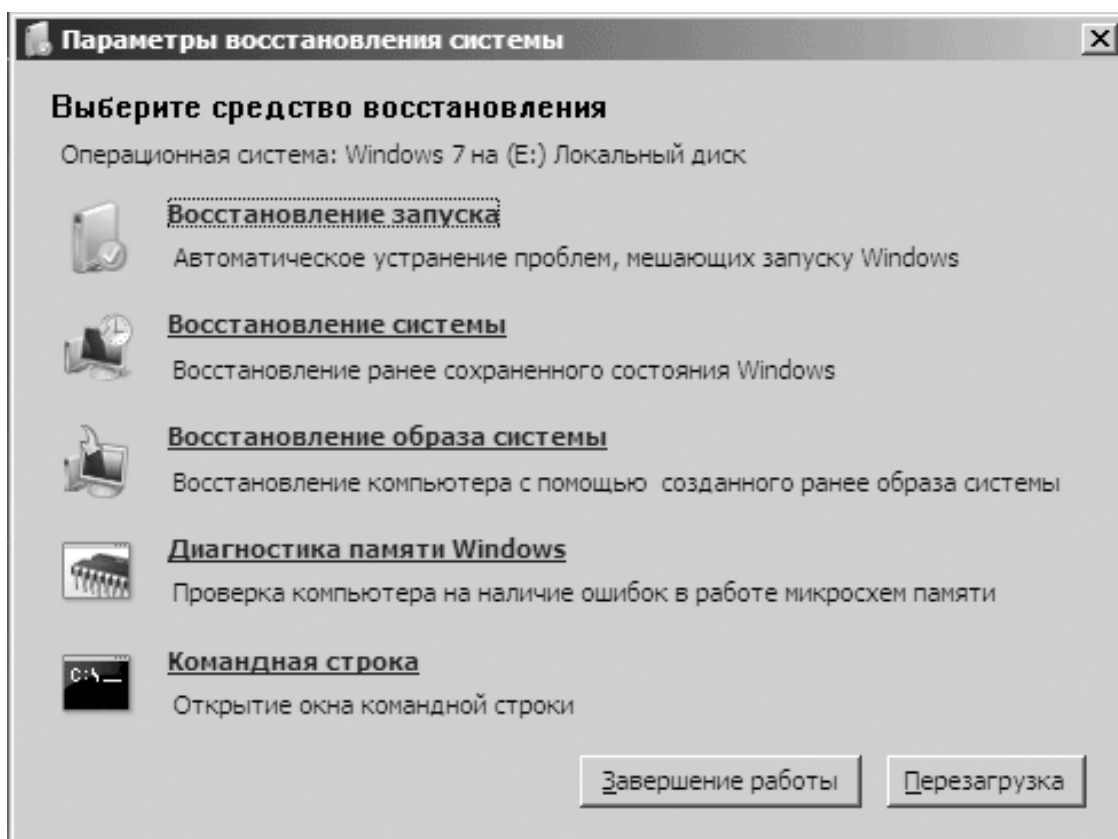 Параметры восстановления системы
Выберите средство восстановления
Операционная система: Windows 7 на (E:) Локальный диск
Восстановление запуска
Автоматическое устранение проблем, мешающих запуску Windows
Восстановление системы
Восстановление ранее сохраненного состояния Windows
Восстановление образа системы
Восстановление компьютера с помощью созданного ранее образа системы
Диагностика памяти Windows
Проверка компьютера на наличие ошибок в работе микросхем памяти
C:\_
Командная строка
Открытие окна командной строки
Завершение работы
Перезагрузка